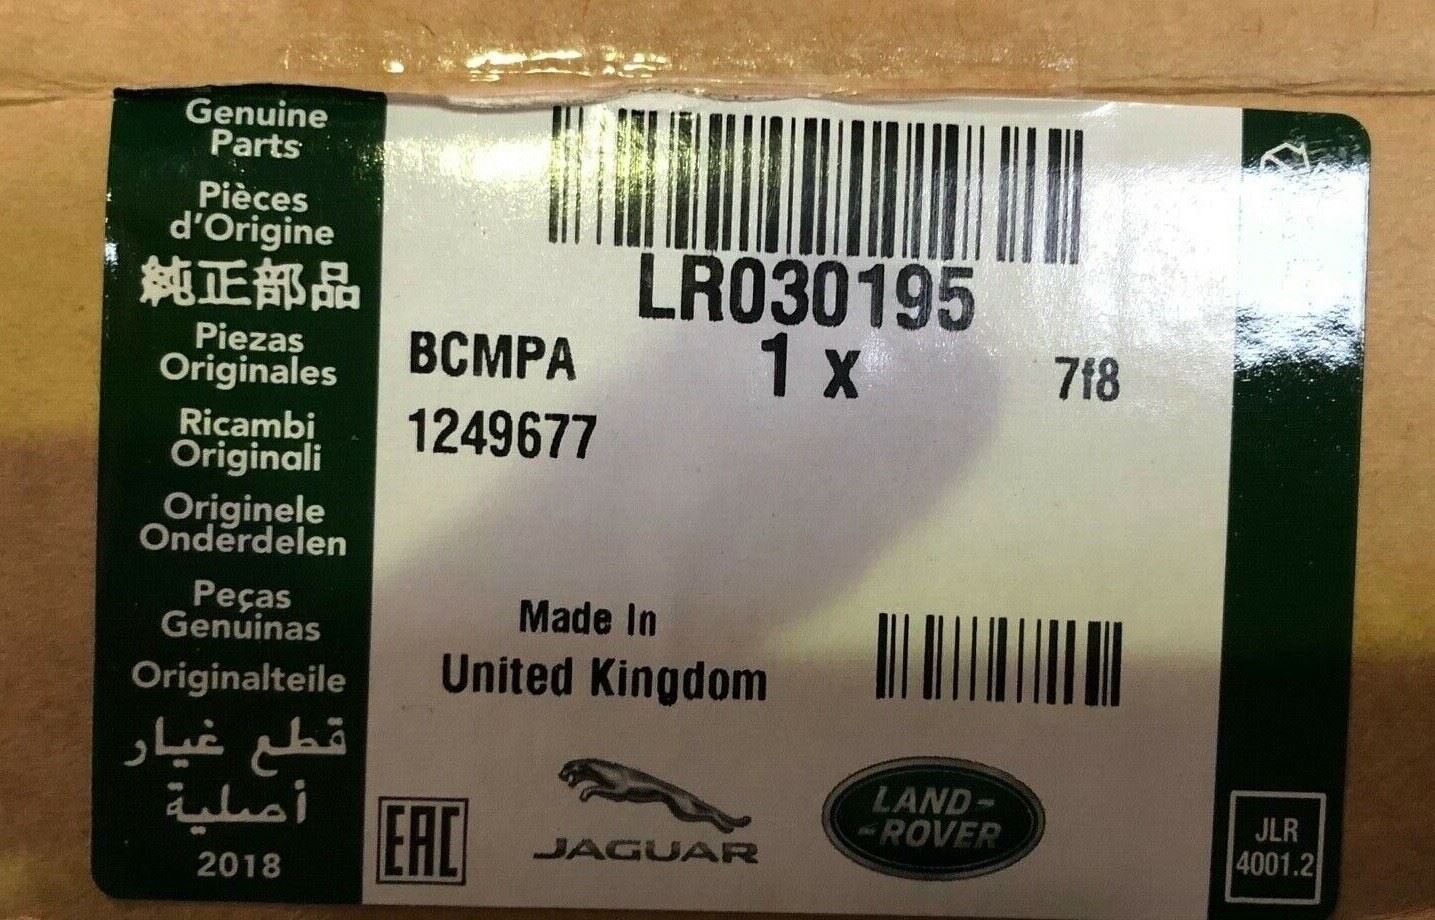 Genuine
Parts
Pièces
d'Origine
純正部品
Piezas
Originales
Ricambi
Originali
Originele
Onderdelen
Peças
Genuinas
Originalteile
قطع غيار
أصلية
2018
LR030195
BCMPA
1 x
7f8
1249677
Made In
United Kingdom
EAC
JAGUAR
LAND-
-ROVER
JLR
4001.2